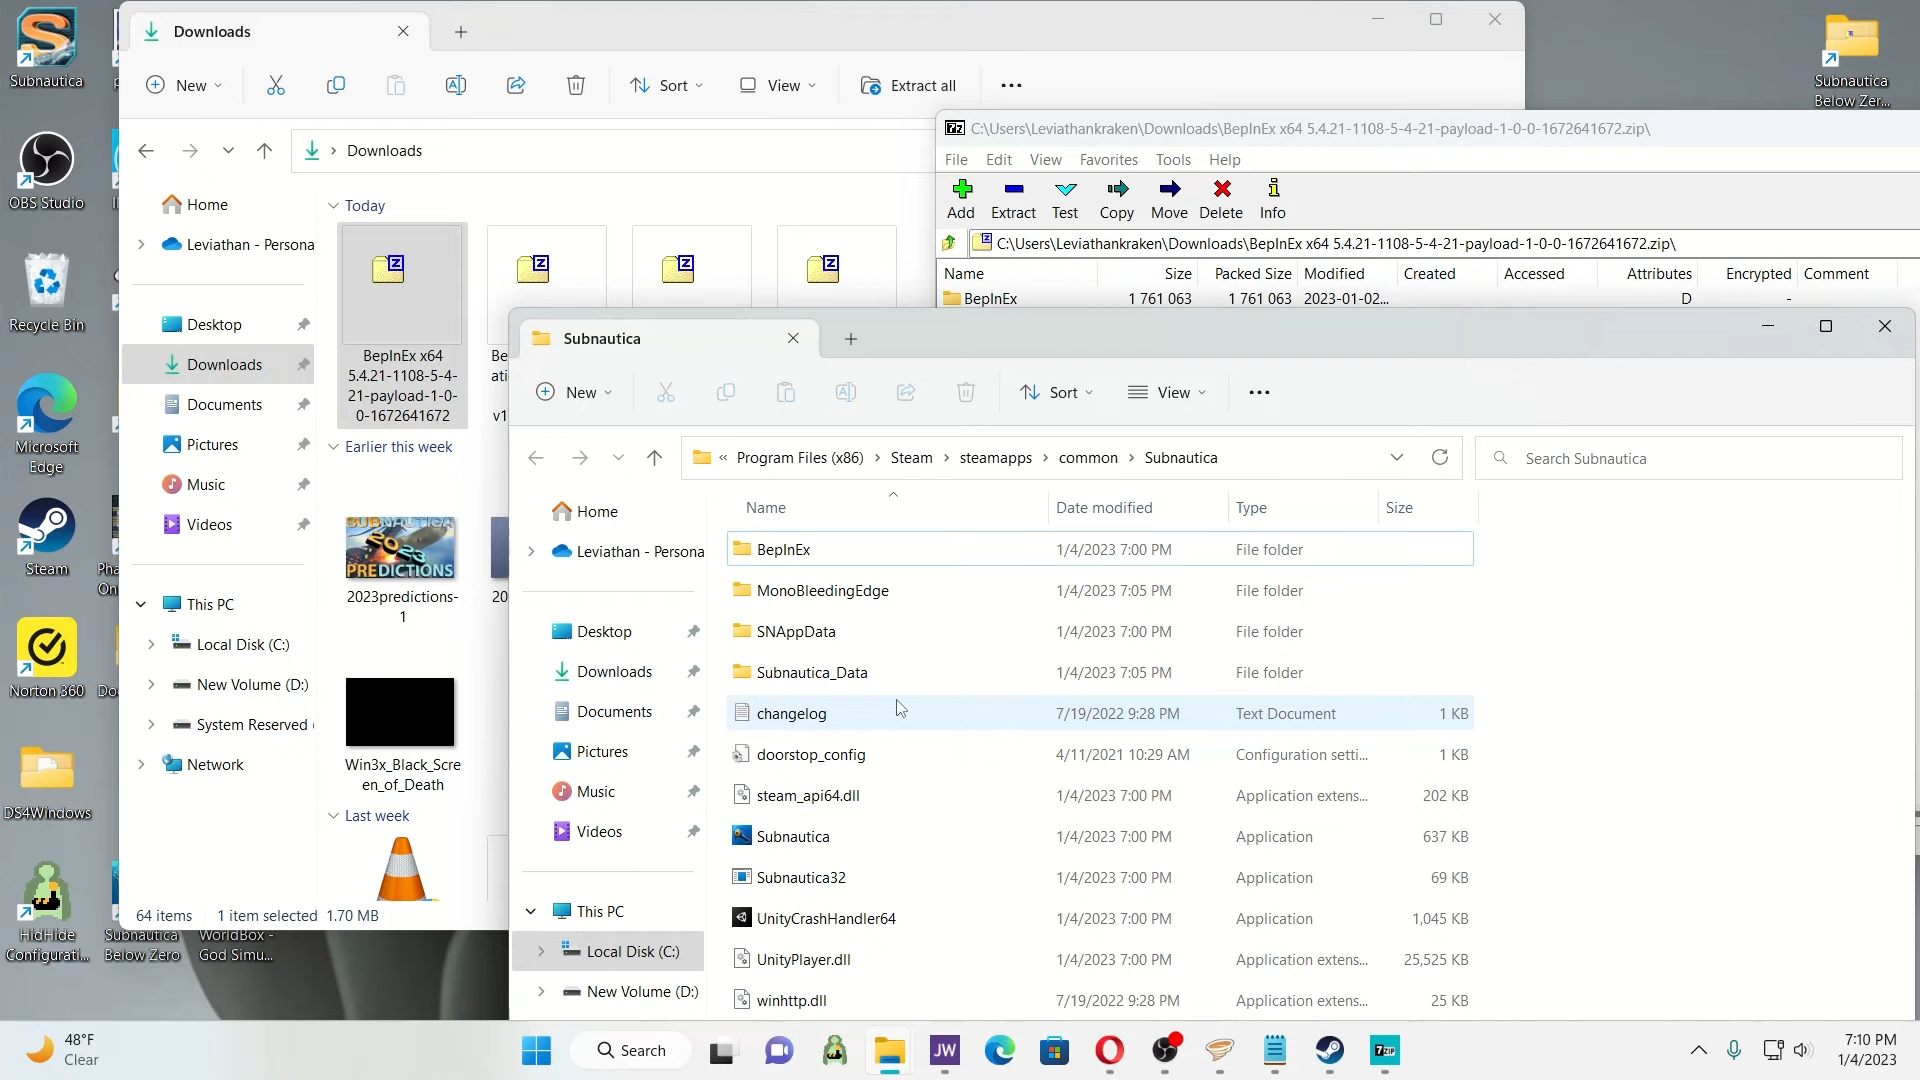 Subnautica
OBS Studio
Recycle Bin
Microsoft
Edge
Steam
Norton 360
DS4Windows
HidHide
Configurati...
Subnautica
Below Zero
WorldBox -
God Simu...
Subnautica
Below Zer...
Downloads
New
Sort
View
Extract all
Downloads
Home
Leviathan - Persona
Desktop
Downloads
Documents
Pictures
Music
Videos
This PC
Local Disk (C:)
New Volume (D:)
System Reserved
Network
Today
BepInEx x64
5.4.21-1108-5-4-
21-payload-1-0-
0-1672641672
Earlier this week
SUBNAUTICA
2023
PREDICTIONS
2023predictions-
1
Win3x_Black_Scre
en_of_Death
Last week
64 items 1 item selected 1.70 MB
7z C:\Users\Leviathankraken\Downloads\BepInEx x64 5.4.21-1108-5-4-21-payload-1-0-0-1672641672.zip\
File Edit View Favorites Tools Help
Add Extract Test Copy Move Delete Info
C:\Users\Leviathankraken\Downloads\BepInEx x64 5.4.21-1108-5-4-21-payload-1-0-0-1672641672.zip\
Name Size Packed Size Modified Created Accessed Attributes Encrypted Comment
BepInEx 1 761 063 1 761 063 2023-01-02... D -
Subnautica
New
Sort
View
« Program Files (x86) › Steam › steamapps › common › Subnautica
Search Subnautica
Home
Leviathan - Persona
Desktop
Downloads
Documents
Pictures
Music
Videos
This PC
Local Disk (C:)
New Volume (D:)
Name Date modified Type Size
BepInEx 1/4/2023 7:00 PM File folder
MonoBleedingEdge 1/4/2023 7:05 PM File folder
SNAppData 1/4/2023 7:00 PM File folder
Subnautica_Data 1/4/2023 7:05 PM File folder
changelog 7/19/2022 9:28 PM Text Document 1 KB
doorstop_config 4/11/2021 10:29 AM Configuration setti... 1 KB
steam_api64.dll 1/4/2023 7:00 PM Application extens... 202 KB
Subnautica 1/4/2023 7:00 PM Application 637 KB
Subnautica32 1/4/2023 7:00 PM Application 69 KB
UnityCrashHandler64 1/4/2023 7:00 PM Application 1,045 KB
UnityPlayer.dll 1/4/2023 7:00 PM Application extens... 25,525 KB
winhttp.dll 7/19/2022 9:28 PM Application extens... 25 KB
48°F
Clear
Search
JW
7ZIP
7:10 PM
1/4/2023